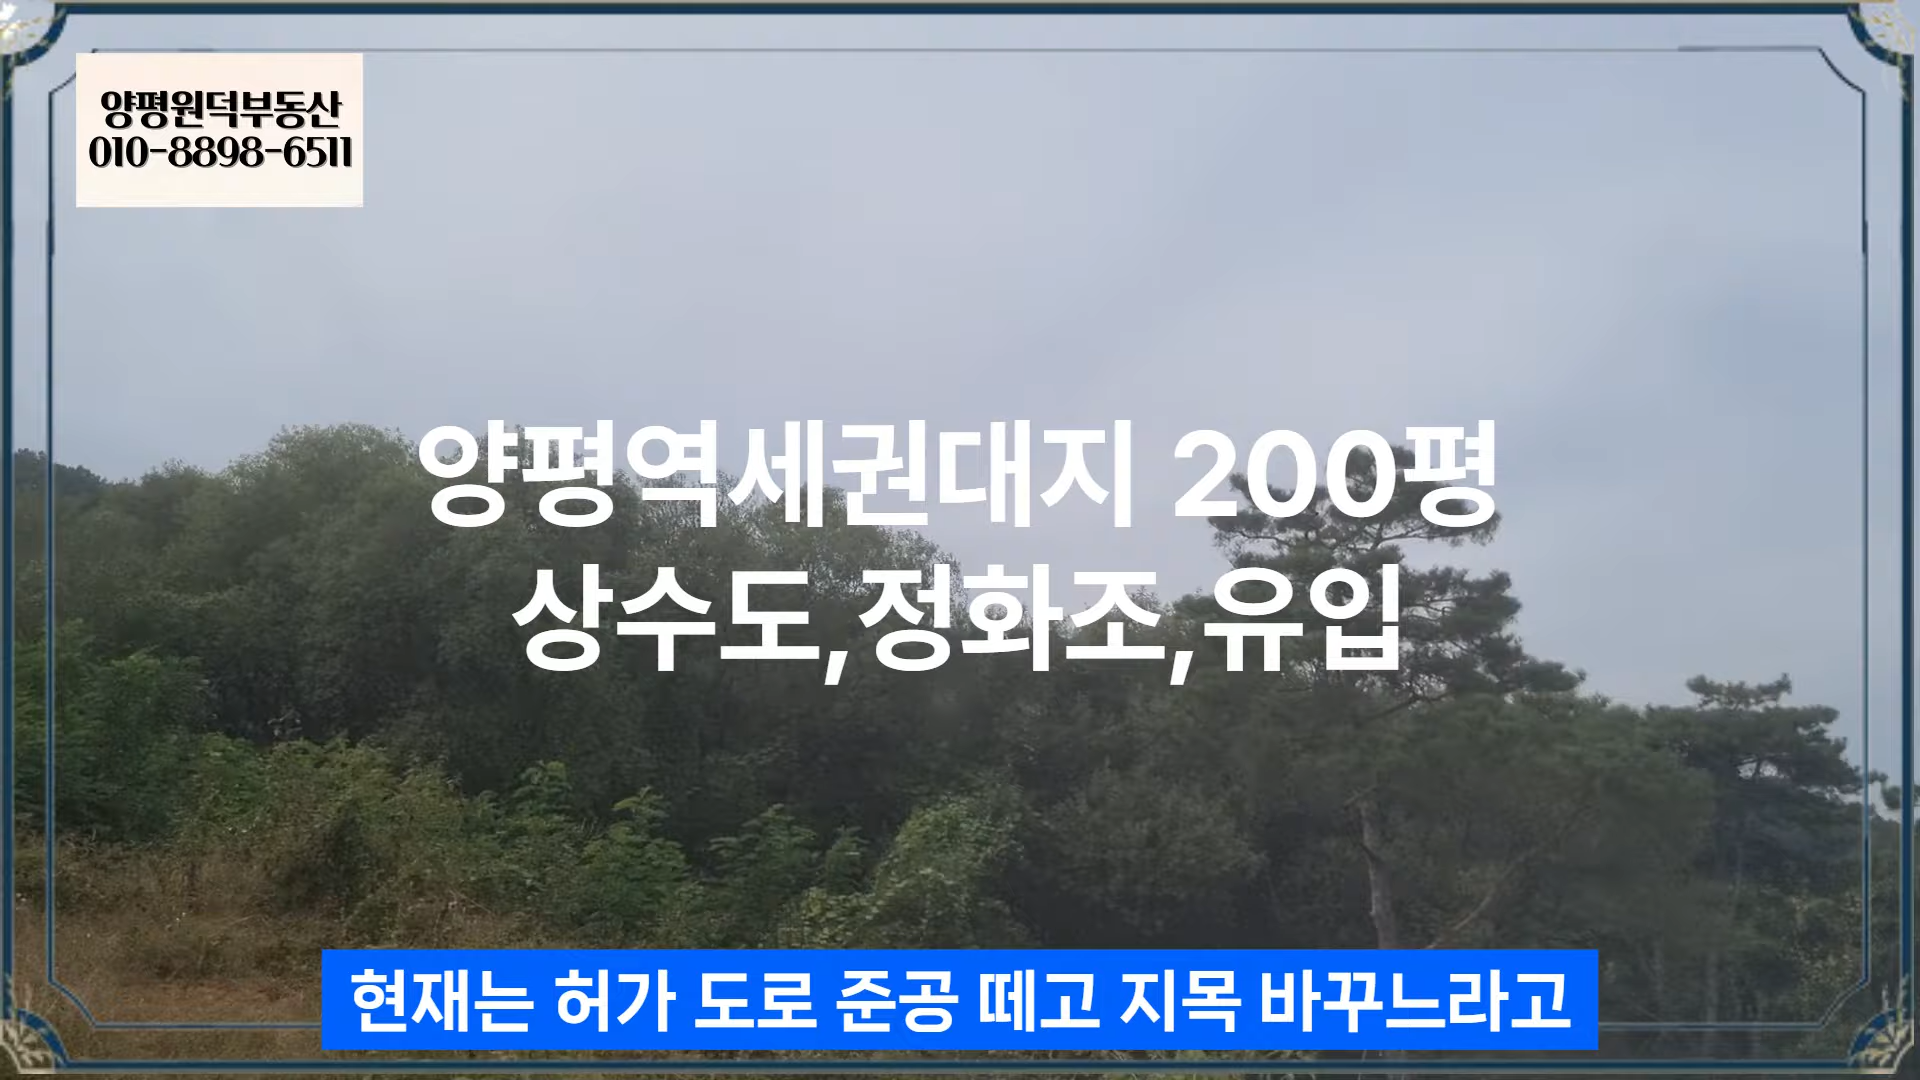 양평원덕부동산
010-8898-6511
양평역세권대지 200평
상수도,정화조,유입
현재는 허가 도로 준공 떼고 지목 바꾸느라고